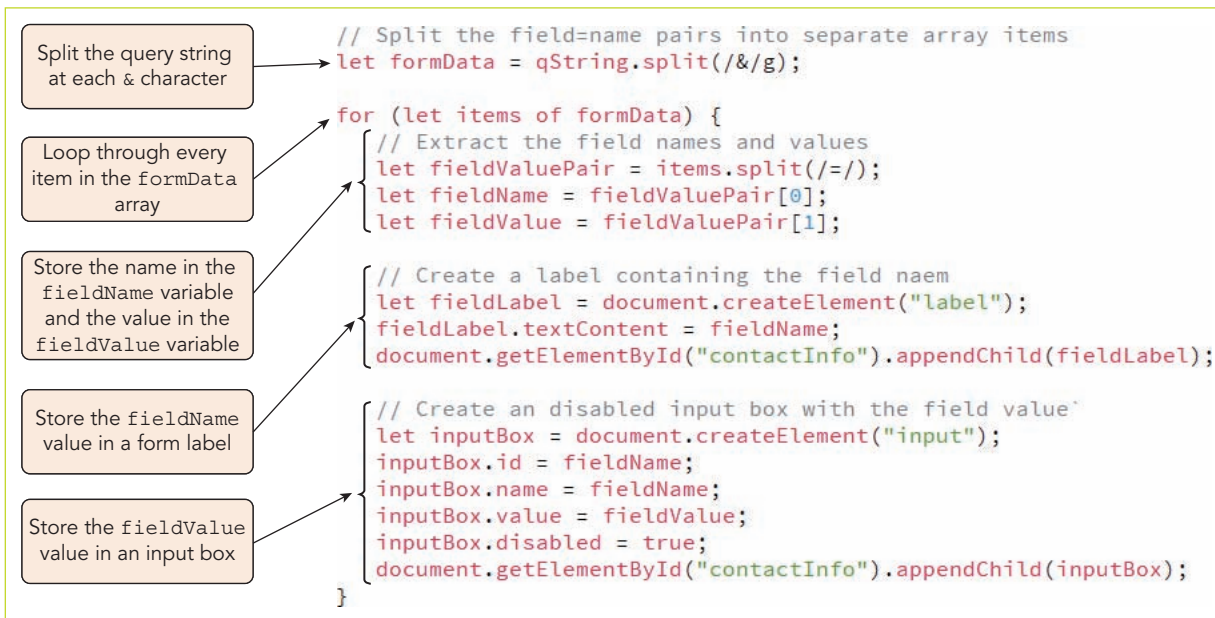 Split the query string
at each & character
Loop through every
item in the formData
array
Store the name in the
fieldName variable
and the value in the
fieldValue variable
Store the fieldName
value in a form label
Store the fieldValue
value in an input box
// Split the field=name pairs into separate array items
let formData = qString.split(/&/g);
for (let items of formData) {
// Extract the field names and values
let fieldValuePair = items.split(/=/);
let fieldName = fieldValuePair[0];
let fieldValue = fieldValuePair[1];
// Create a label containing the field naem
let fieldLabel = document.createElement("label");
fieldLabel.textContent = fieldName;
document.getElementById("contactInfo").appendChild(fieldLabel);
// Create an disabled input box with the field value`
let inputBox = document.createElement("input");
inputBox.id = fieldName;
inputBox.name = fieldName;
inputBox.value = fieldValue;
inputBox.disabled = true;
document.getElementById("contactInfo").appendChild(inputBox);
}